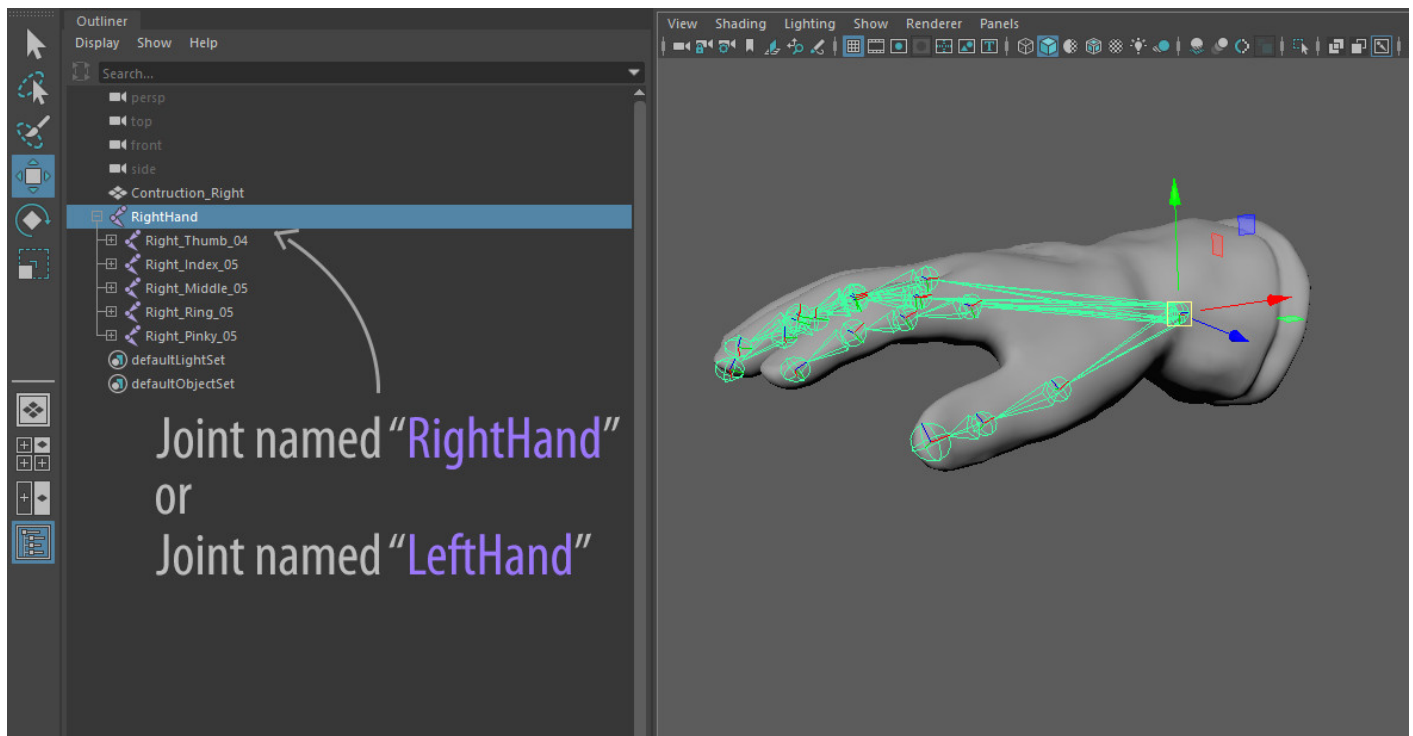 Outliner
Display Show Help
Search...
persp
top
front
side
Contruction_Right
RightHand
Right_Thumb_04
Right_Index_05
Right_Middle_05
Right_Ring_05
Right_Pinky_05
defaultLightSet
defaultObjectSet
Joint named “RightHand”
or
Joint named “LeftHand”
View Shading Lighting Show Renderer Panels